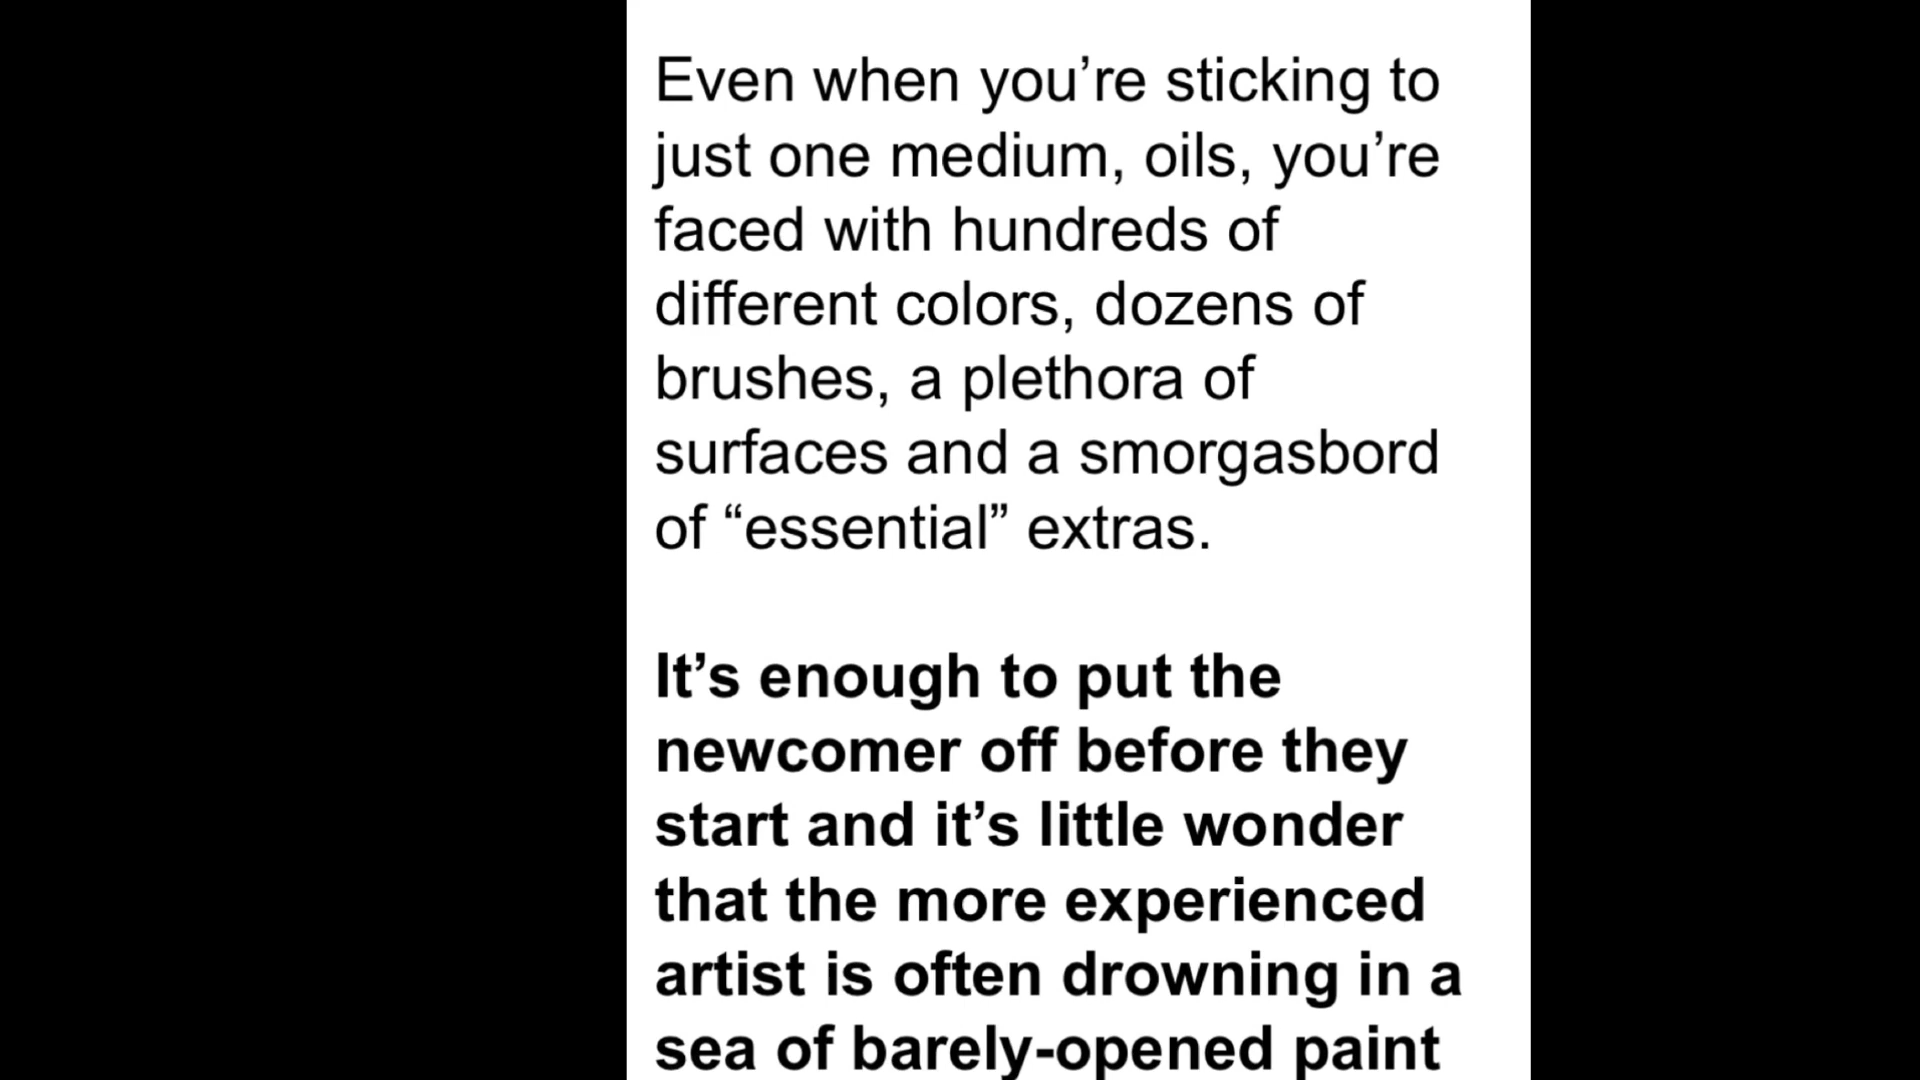 Even when you’re sticking to
just one medium, oils, you’re
faced with hundreds of
different colors, dozens of
brushes, a plethora of
surfaces and a smorgasbord
of “essential” extras.
It’s enough to put the
newcomer off before they
start and it’s little wonder
that the more experienced
artist is often drowning in a
sea of barely-opened paint